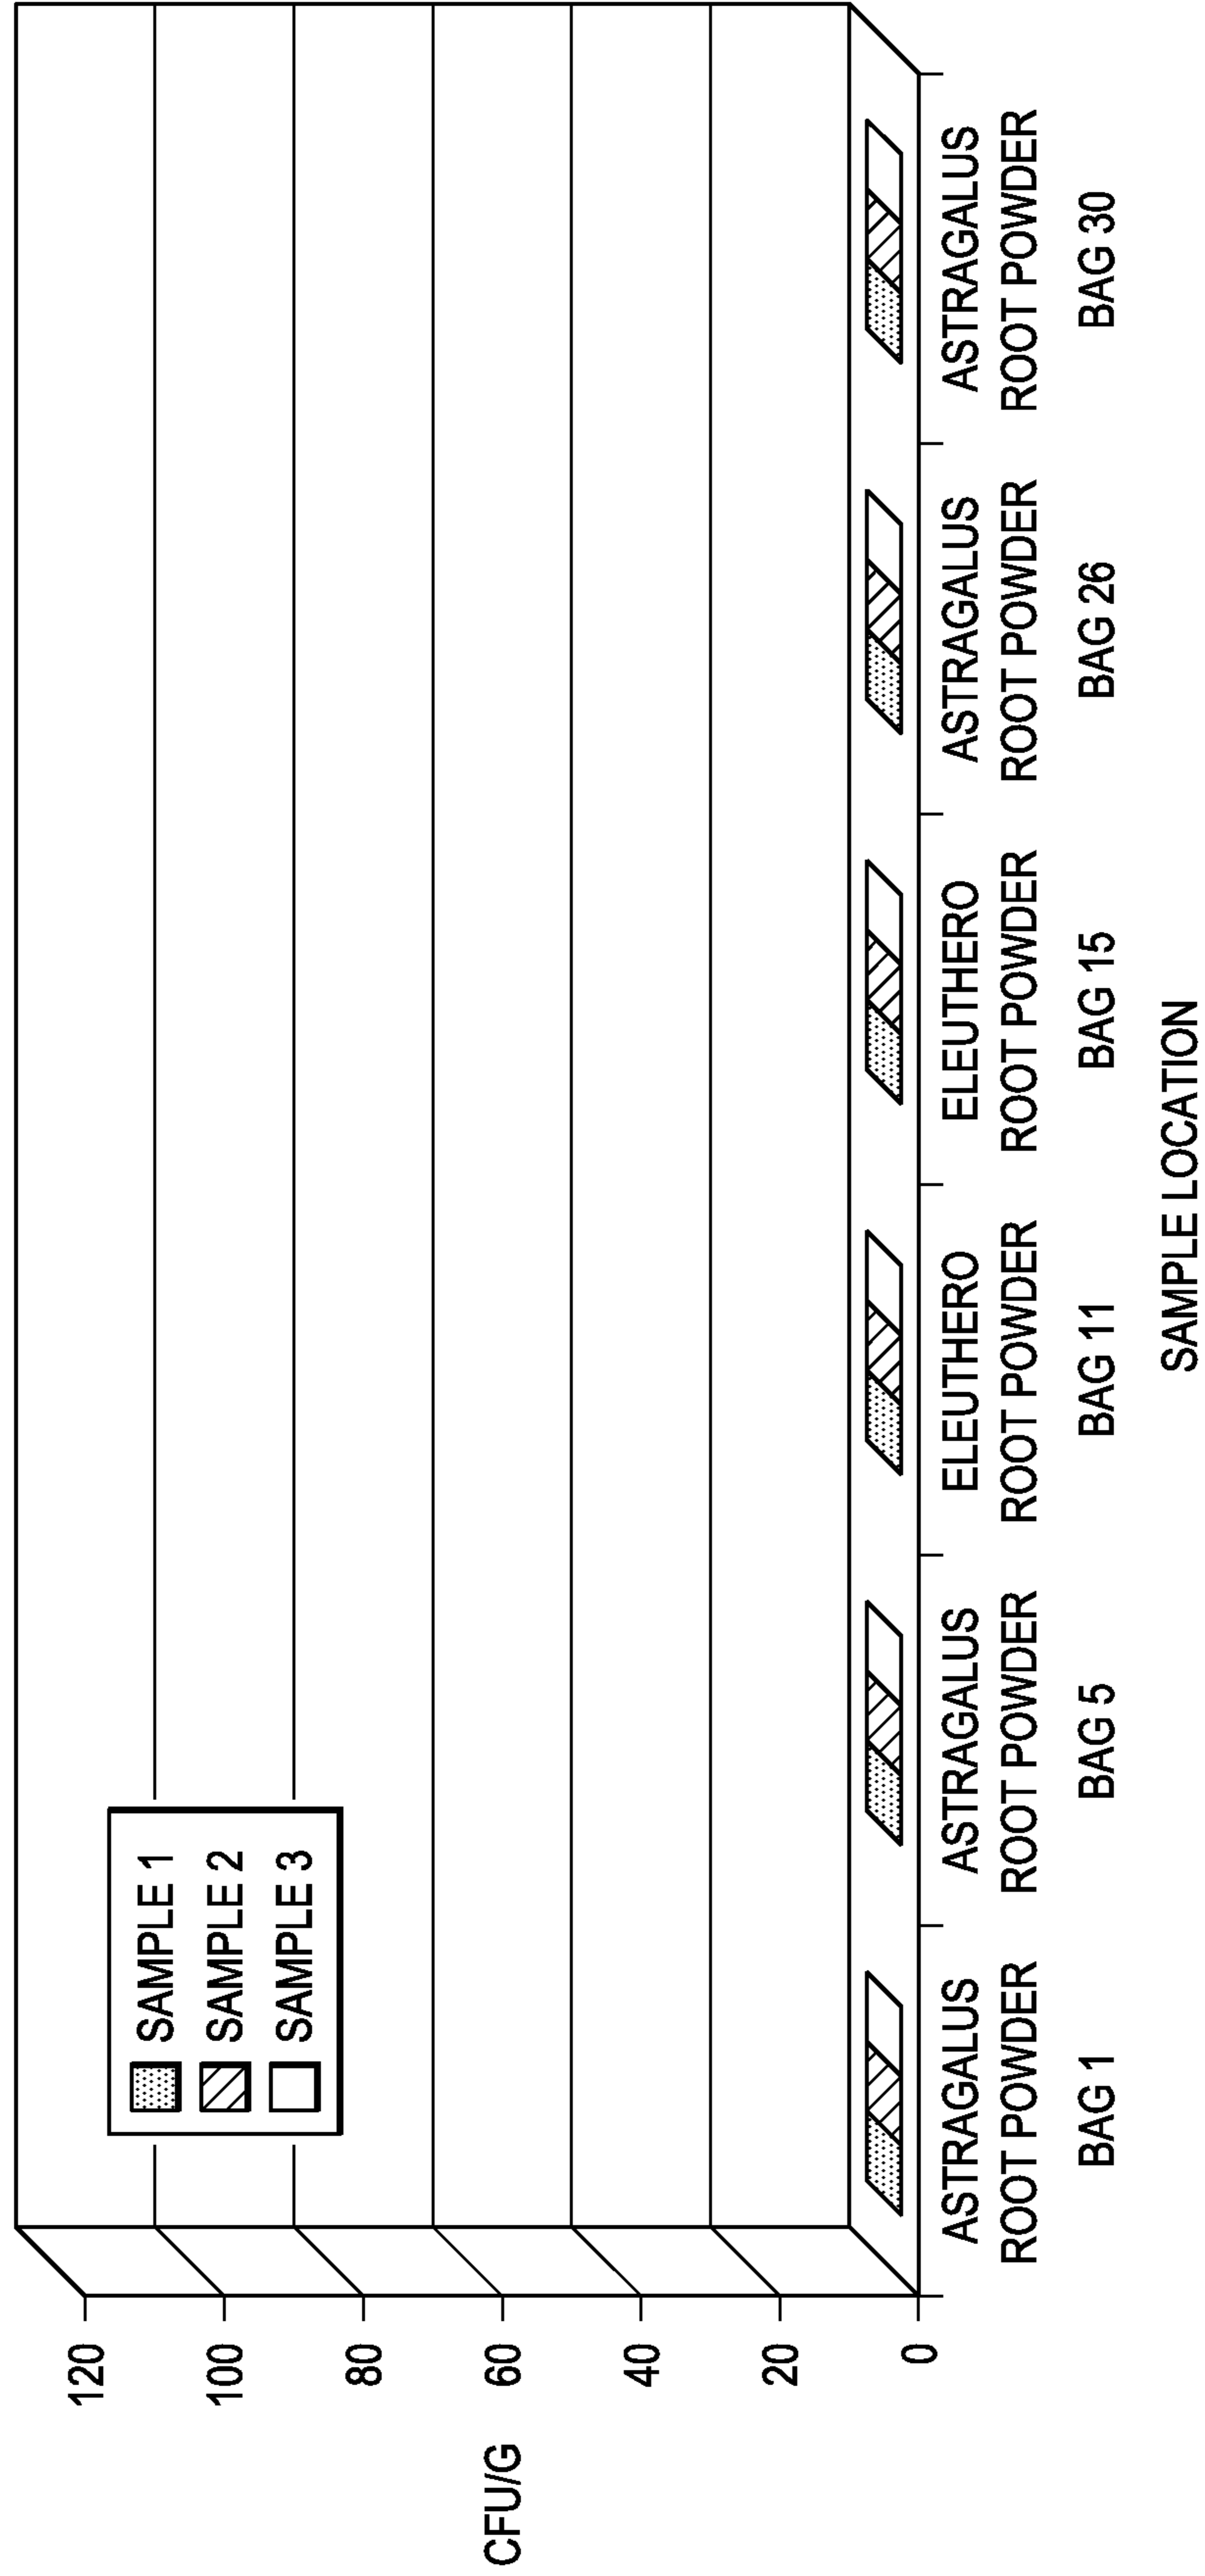 SAMPLE 1
SAMPLE 2
SAMPLE 3
120
100
80
60
40
20
0
CFU/G
ASTRAGALUS
ROOT POWDER
BAG 1
ASTRAGALUS
ROOT POWDER
BAG 5
ELEUTHERO
ROOT POWDER
BAG 11
ELEUTHERO
ROOT POWDER
BAG 15
ASTRAGALUS
ROOT POWDER
BAG 26
ASTRAGALUS
ROOT POWDER
BAG 30
SAMPLE LOCATION